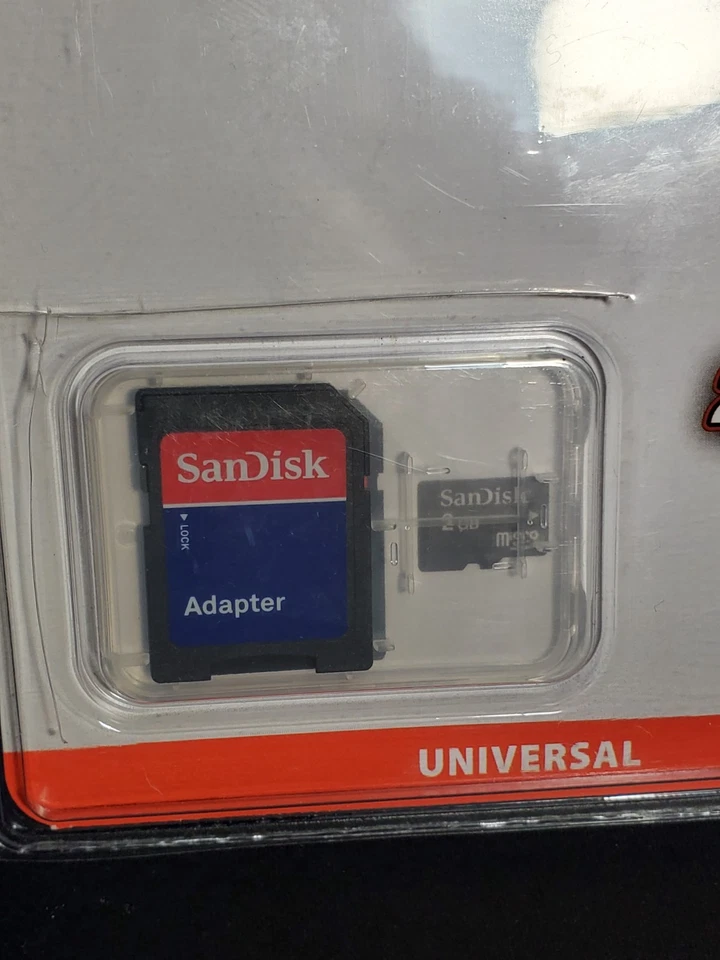 SanDisk
▶ LOCK
Adapter
SanDisk
2 GB
micro
UNIVERSAL